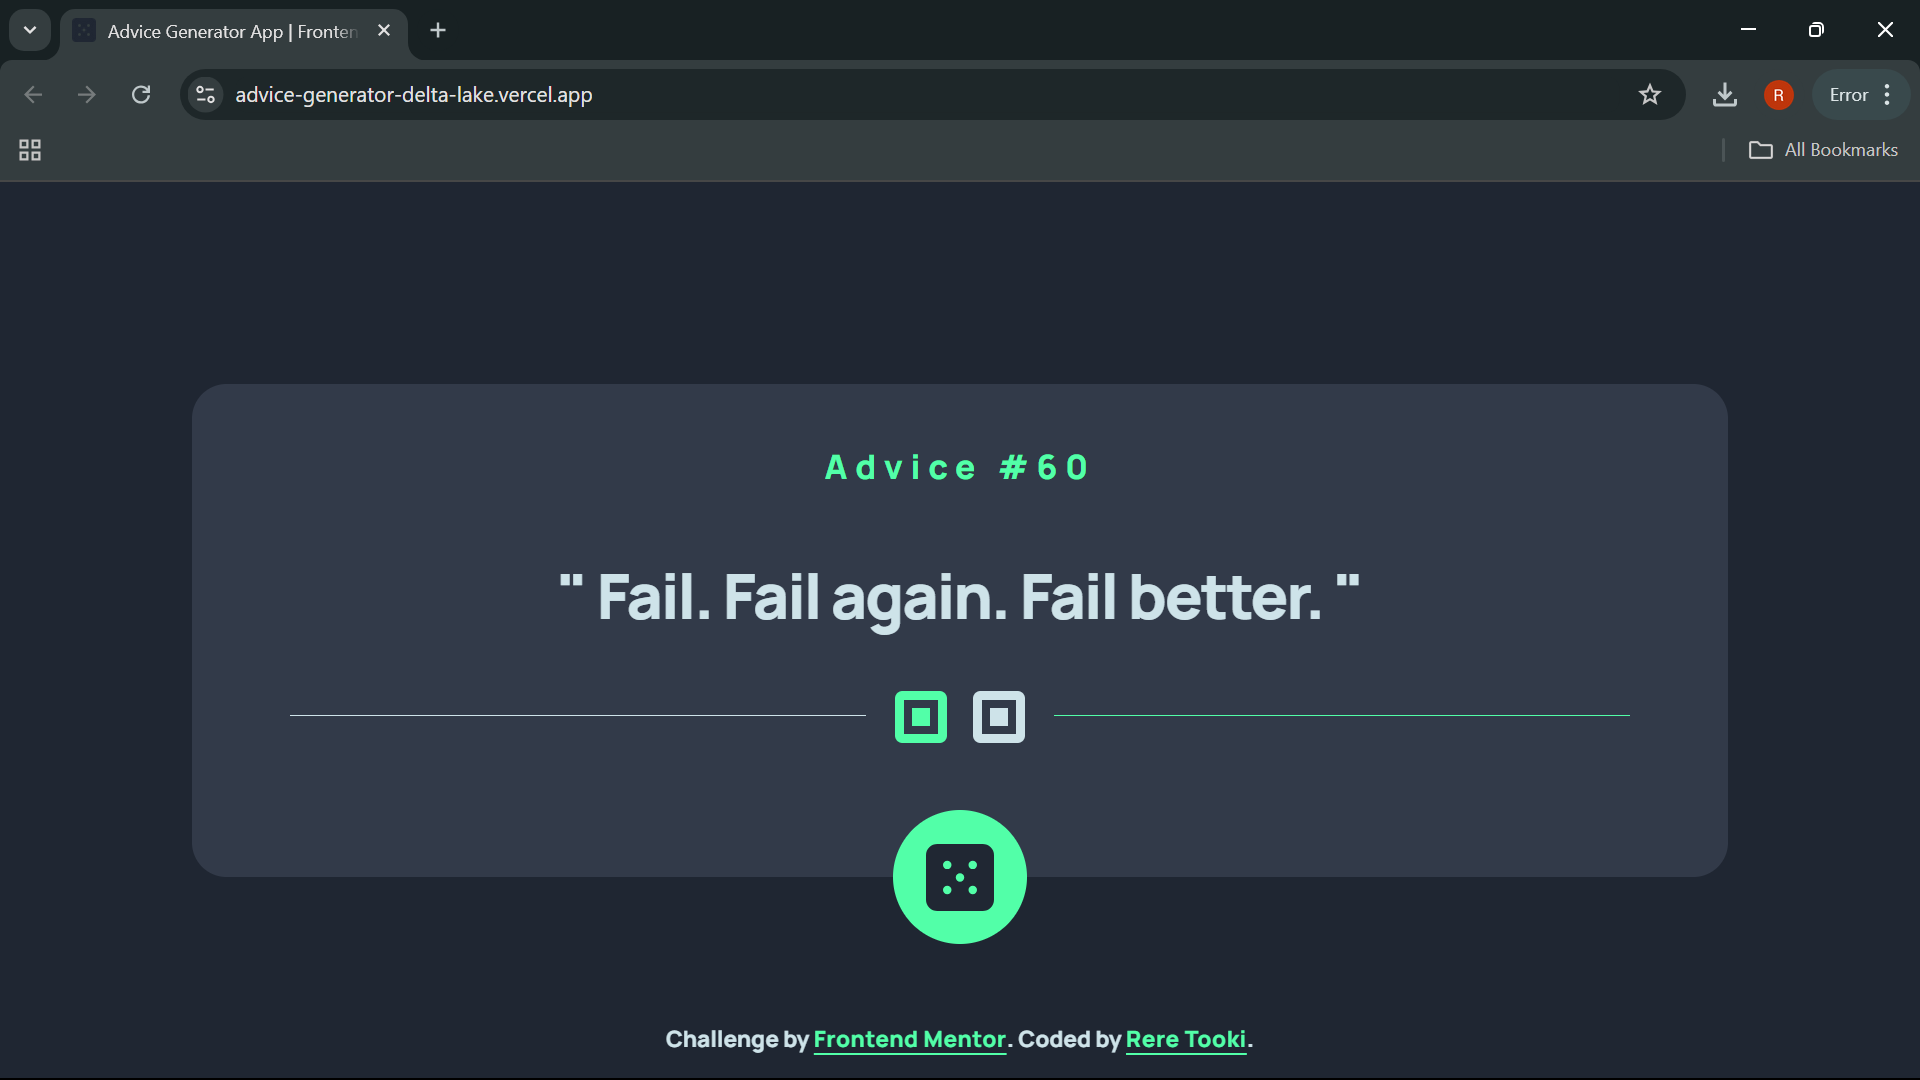 Advice Generator App | Fronten
advice-generator-delta-lake.vercel.app
R
Error
All Bookmarks
Advice #60
" Fail. Fail again. Fail better. "
Challenge by Frontend Mentor. Coded by Rere Tooki.